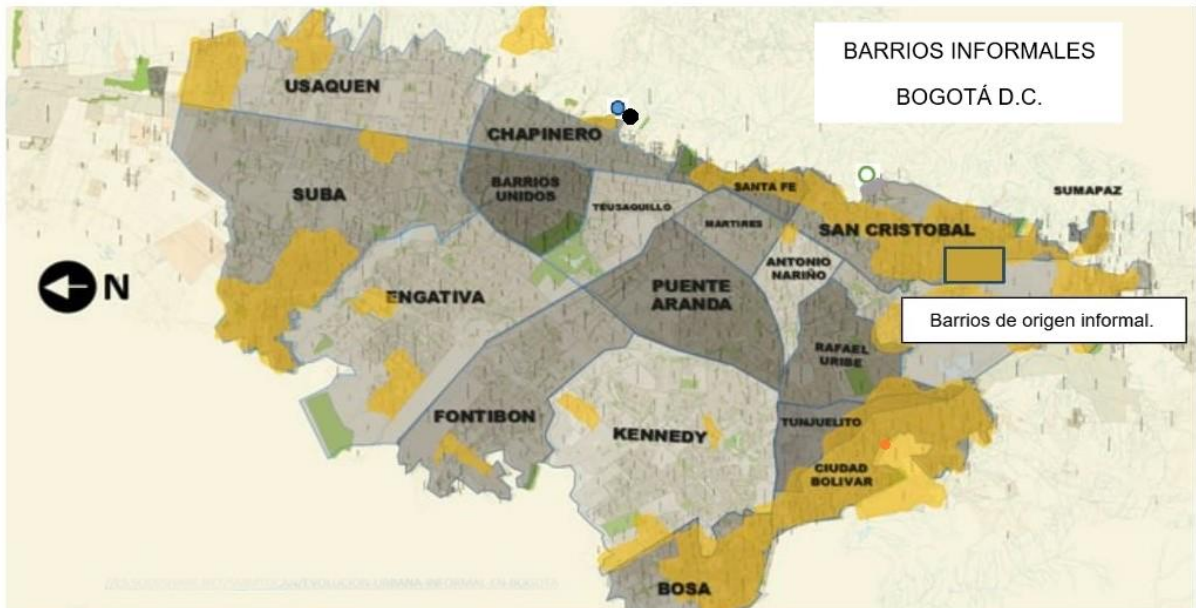 BARRIOS INFORMALES
BOGOTÁ D.C.
USAQUEN
CHAPINERO
SUBA
BARRIOS
UNIDOS
TEUSAQUILLO
SANTA FE
SUMAPAZ
MARTIRES
SAN CRISTOBAL
ANTONIO
NARIÑO
N
ENGATIVA
PUENTE
ARANDA
Barrios de origen informal.
RAFAEL
URIBE
FONTIBON
KENNEDY
TUNJUELITO
CIUDAD
BOLIVAR
BOSA